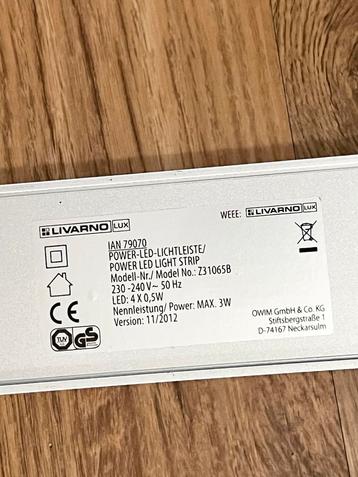 LIVARNO LUX
WEEE: LIVARNO LUX
IAN 79070
POWER-LED-LICHTLEISTE/
POWER LED LIGHT STRIP
Modell-Nr./ Model No.: Z31065B
230 -240 V~ 50 Hz
LED: 4 X 0,5W
Nennleistung/ Power: MAX. 3W
Version: 11/2012
CE
TÜV GS
OWIM GmbH & Co. KG
Stiftsbergstraße 1
D-74167 Neckarsulm